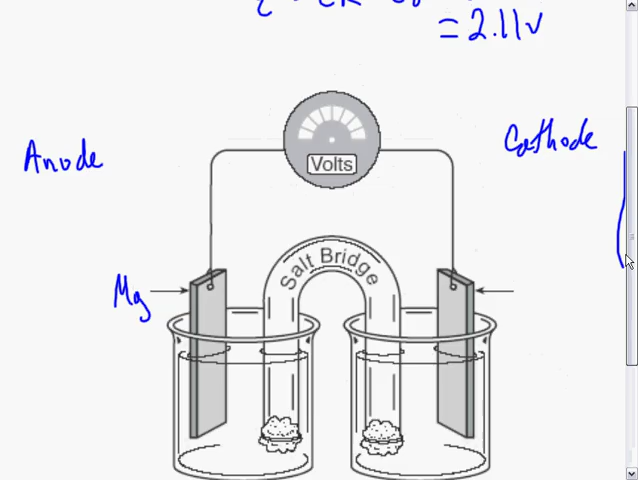 = 2.11v
Anode
Cathode
Volts
Salt Bridge
Mg